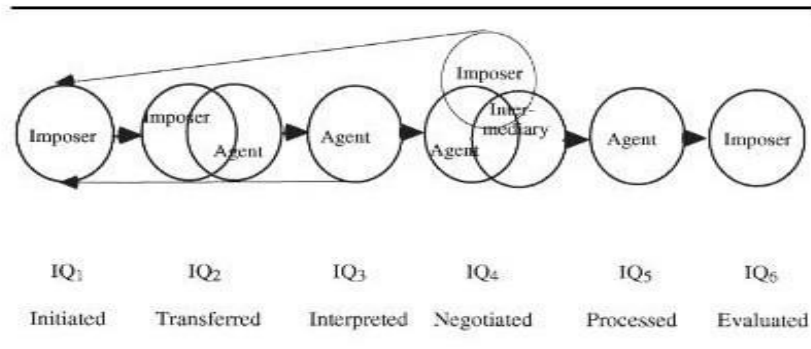 Imposer
Imposer
Inter-
Imposer
mediary
Imposer
Agent
Agent
Agent
Agent
IQ1 IQ2 IQ3 IQ4 IQ5 IQ6
Initiated Transferred Interpreted Negotiated Processed Evaluated